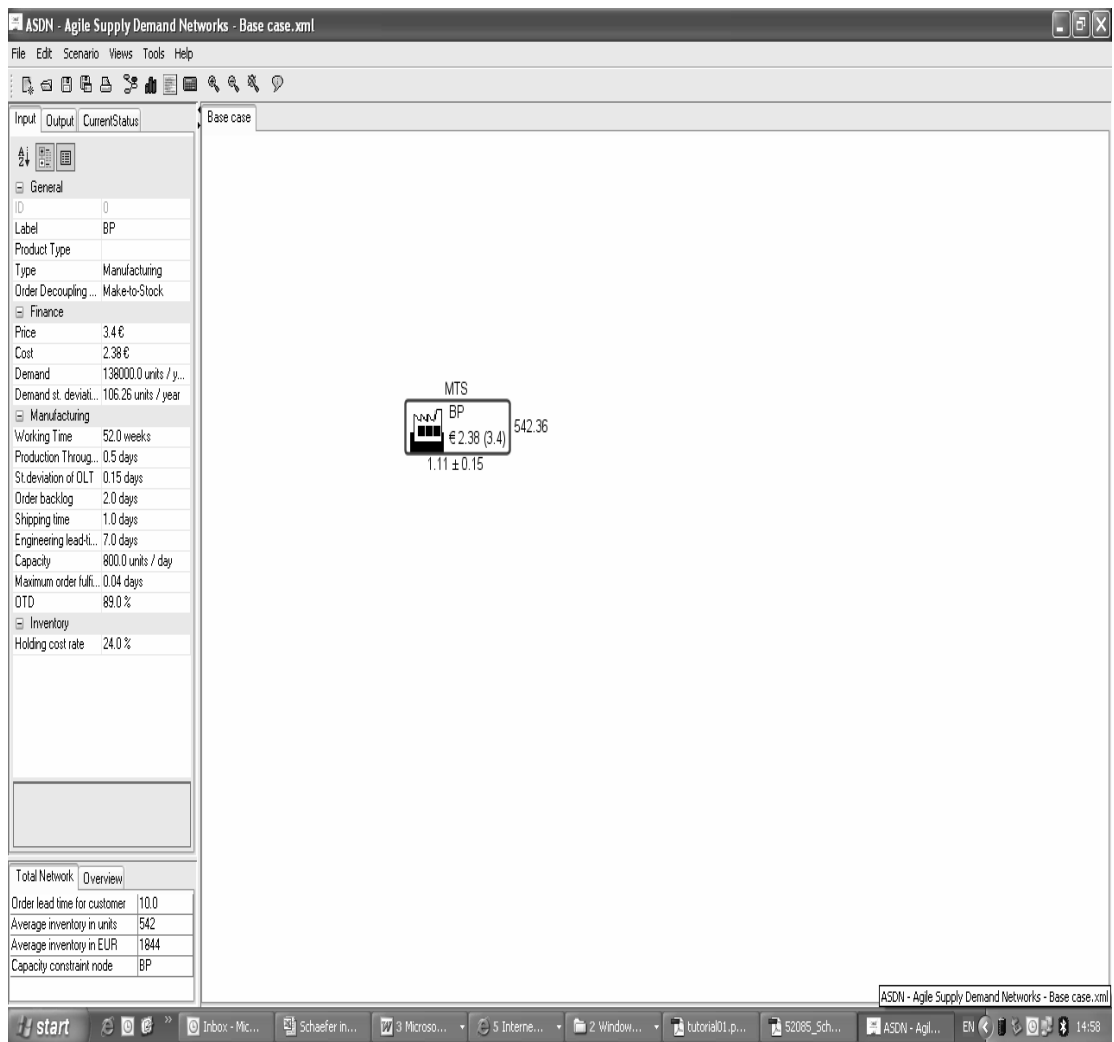 ASDN - Agile Supply Demand Networks - Base case.xml
File Edit Scenario Views Tools Help
Input Output CurrentStatus
Base case
General
ID 0
Label BP
Product Type
Type Manufacturing
Order Decoupling ... Make-to-Stock
Finance
Price 3.4 €
Cost 2.38 €
Demand 138000.0 units / y...
Demand st. deviati... 106.26 units / year
Manufacturing
Working Time 52.0 weeks
Production Throug... 0.5 days
St.deviation of OLT 0.15 days
Order backlog 2.0 days
Shipping time 1.0 days
Engineering lead-ti... 7.0 days
Capacity 800.0 units / day
Maximum order fulfi... 0.04 days
OTD 89.0 %
Inventory
Holding cost rate 24.0 %
MTS
BP
€ 2.38 (3.4)
542.36
1.11 ± 0.15
Total Network Overview
Order lead time for customer 10.0
Average inventory in units 542
Average inventory in EUR 1844
Capacity constraint node BP
ASDN - Agile Supply Demand Networks - Base case.xml
start Inbox - Mic... Schaefer in... 3 Microso... 5 Interne... 2 Window... tutorial01.p... 52085_Sch... ASDN - Agil... EN 14:58